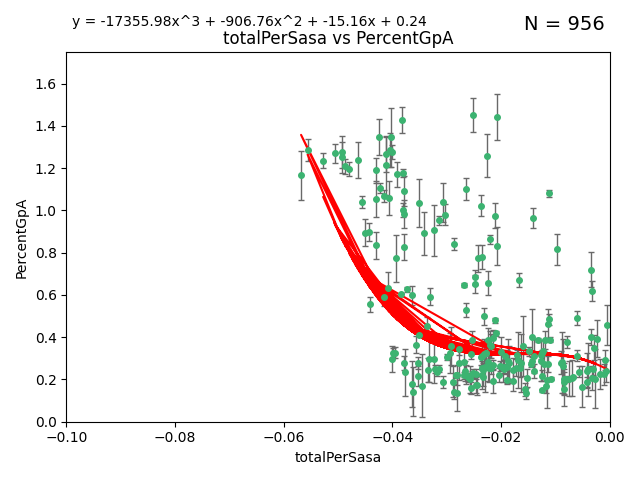 y = -17355.98x^3 + -906.76x^2 + -15.16x + 0.24
N = 956
totalPerSasa vs PercentGpA
PercentGpA
1.6
1.4
1.2
1.0
0.8
0.6
0.4
0.2
0.0
−0.10 −0.08 −0.06 −0.04 −0.02 0.00
totalPerSasa